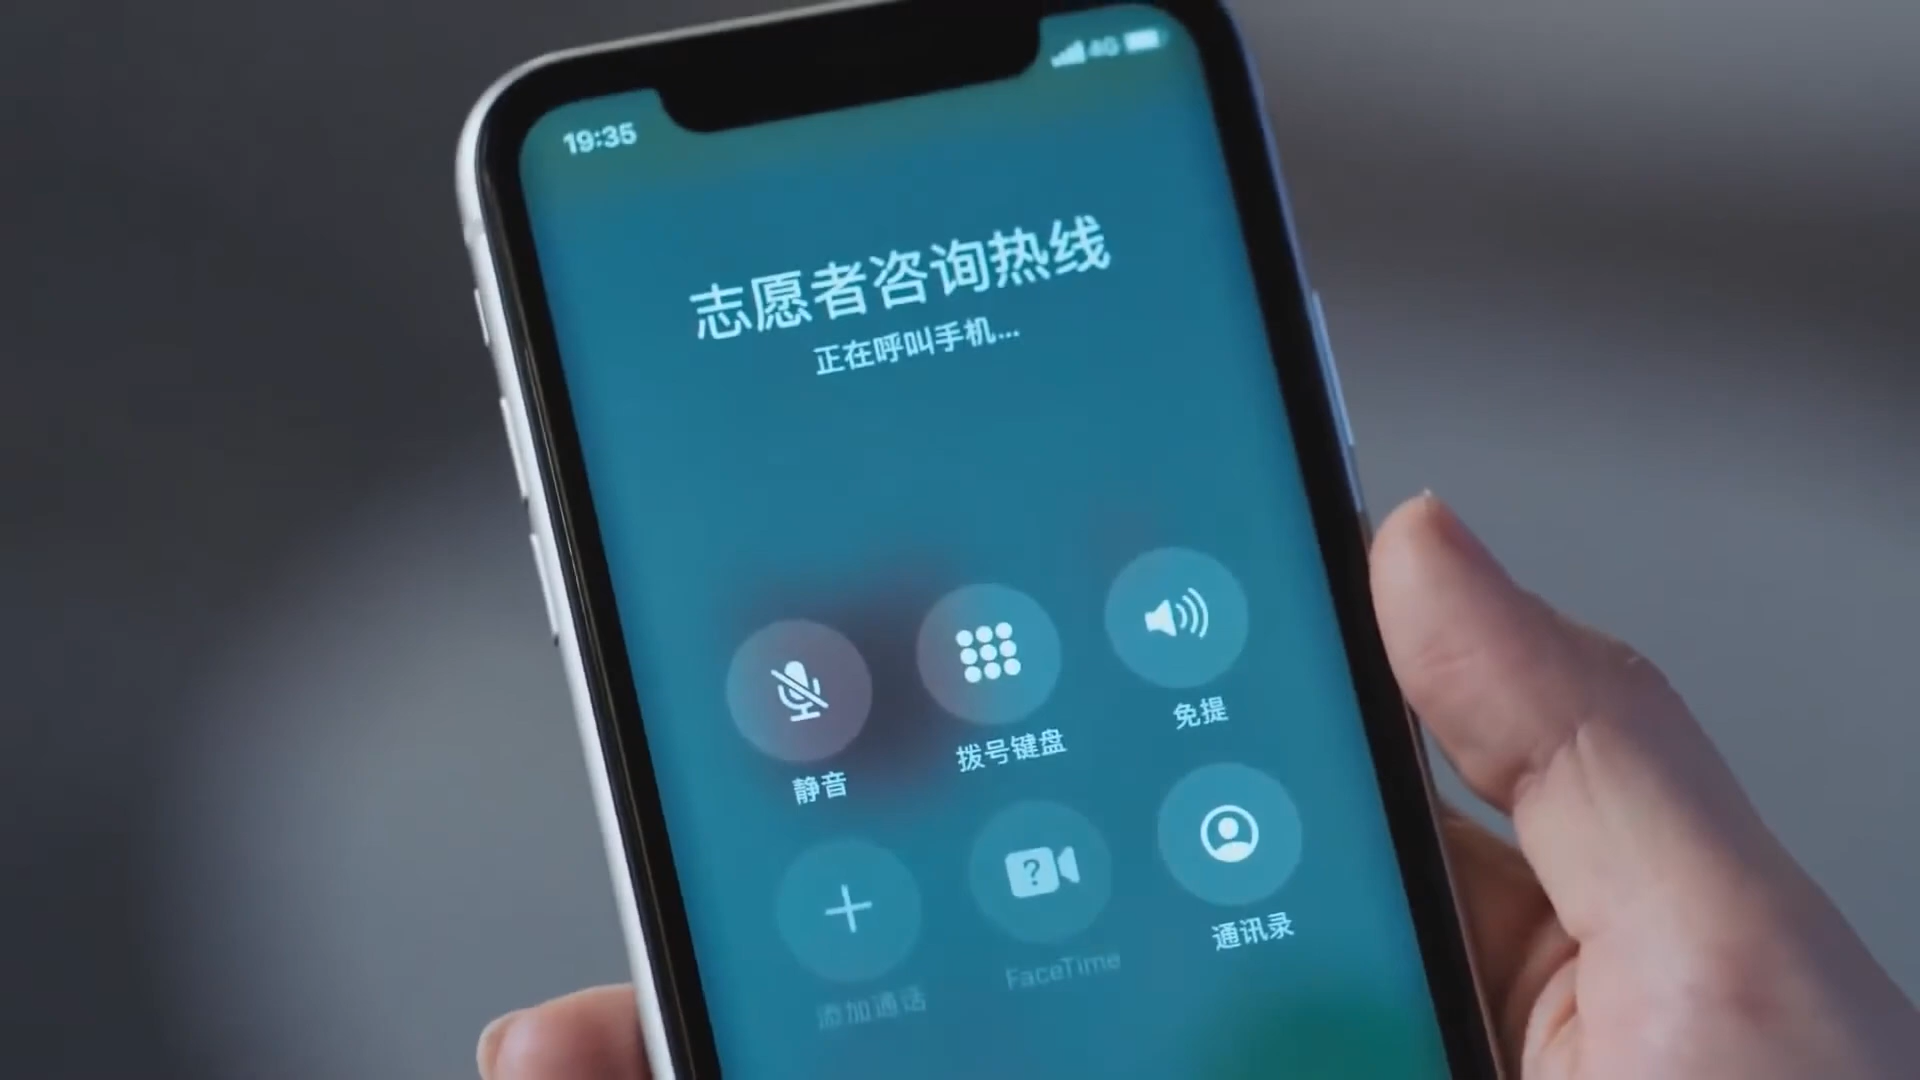 19:35
4G
志愿者咨询热线
正在呼叫手机...
静音
拨号键盘
免提
添加通话
FaceTime
通讯录